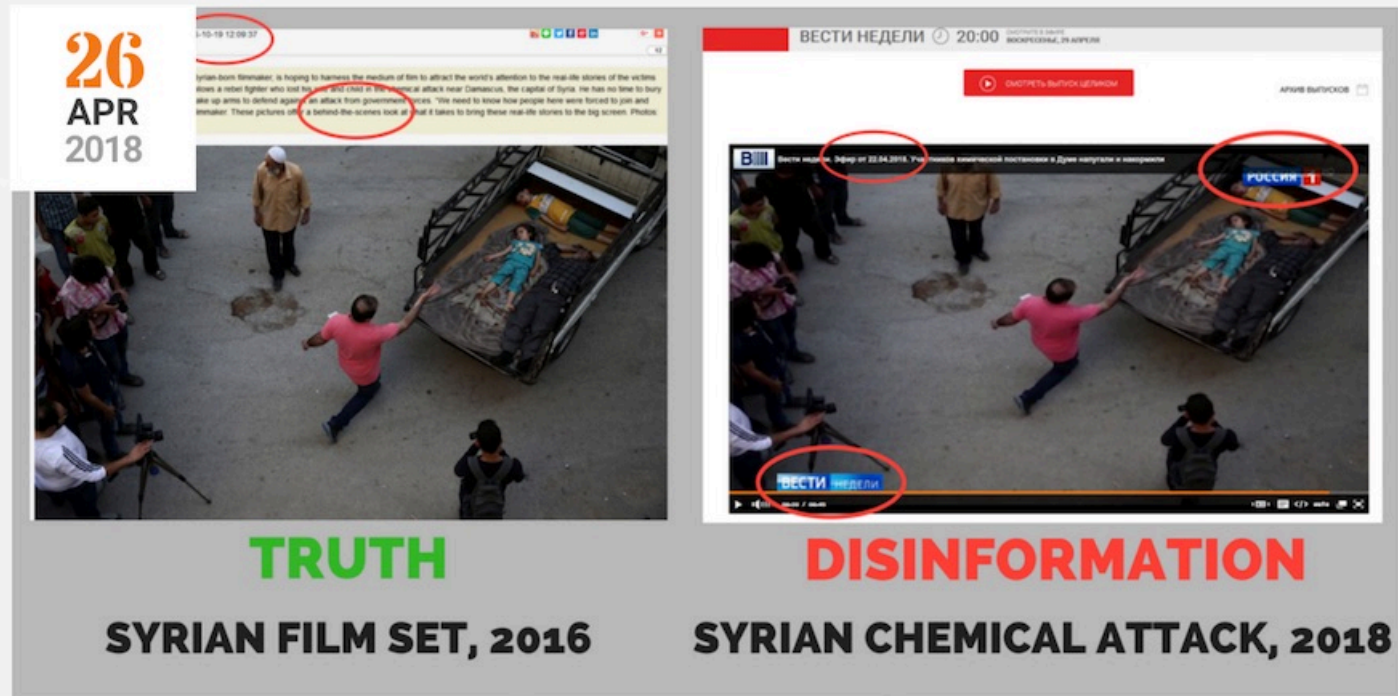 26
APR
2018
-10-19 12:09:37
yrian-born filmmaker, is hoping to harness the medium of film to attract the world's attention to the real-life stories of the victims
llows a rebel fighter who lost his and child in the chemical attack near Damascus, the capital of Syria. He has no time to bury
ake up arms to defend against an attack from government forces. "We need to know how people here were forced to join and
immaker. These pictures offer a behind-the-scenes look at what it takes to bring these real-life stories to the big screen. Photos:
ВЕСТИ НЕДЕЛИ 20:00 СМОТРИТЕ В ЭФИРЕ
ВОСКРЕСЕНЬЕ, 29 АПРЕЛЯ
СМОТРЕТЬ ВЫПУСК ЦЕЛИКОМ
АРХИВ ВЫПУСКОВ
Вести недели. Эфир от 22.04.2018. Участников химической постановки в Думе напугали и накормили
РОССИЯ 1
ВЕСТИ НЕДЕЛИ
TRUTH
DISINFORMATION
SYRIAN FILM SET, 2016
SYRIAN CHEMICAL ATTACK, 2018